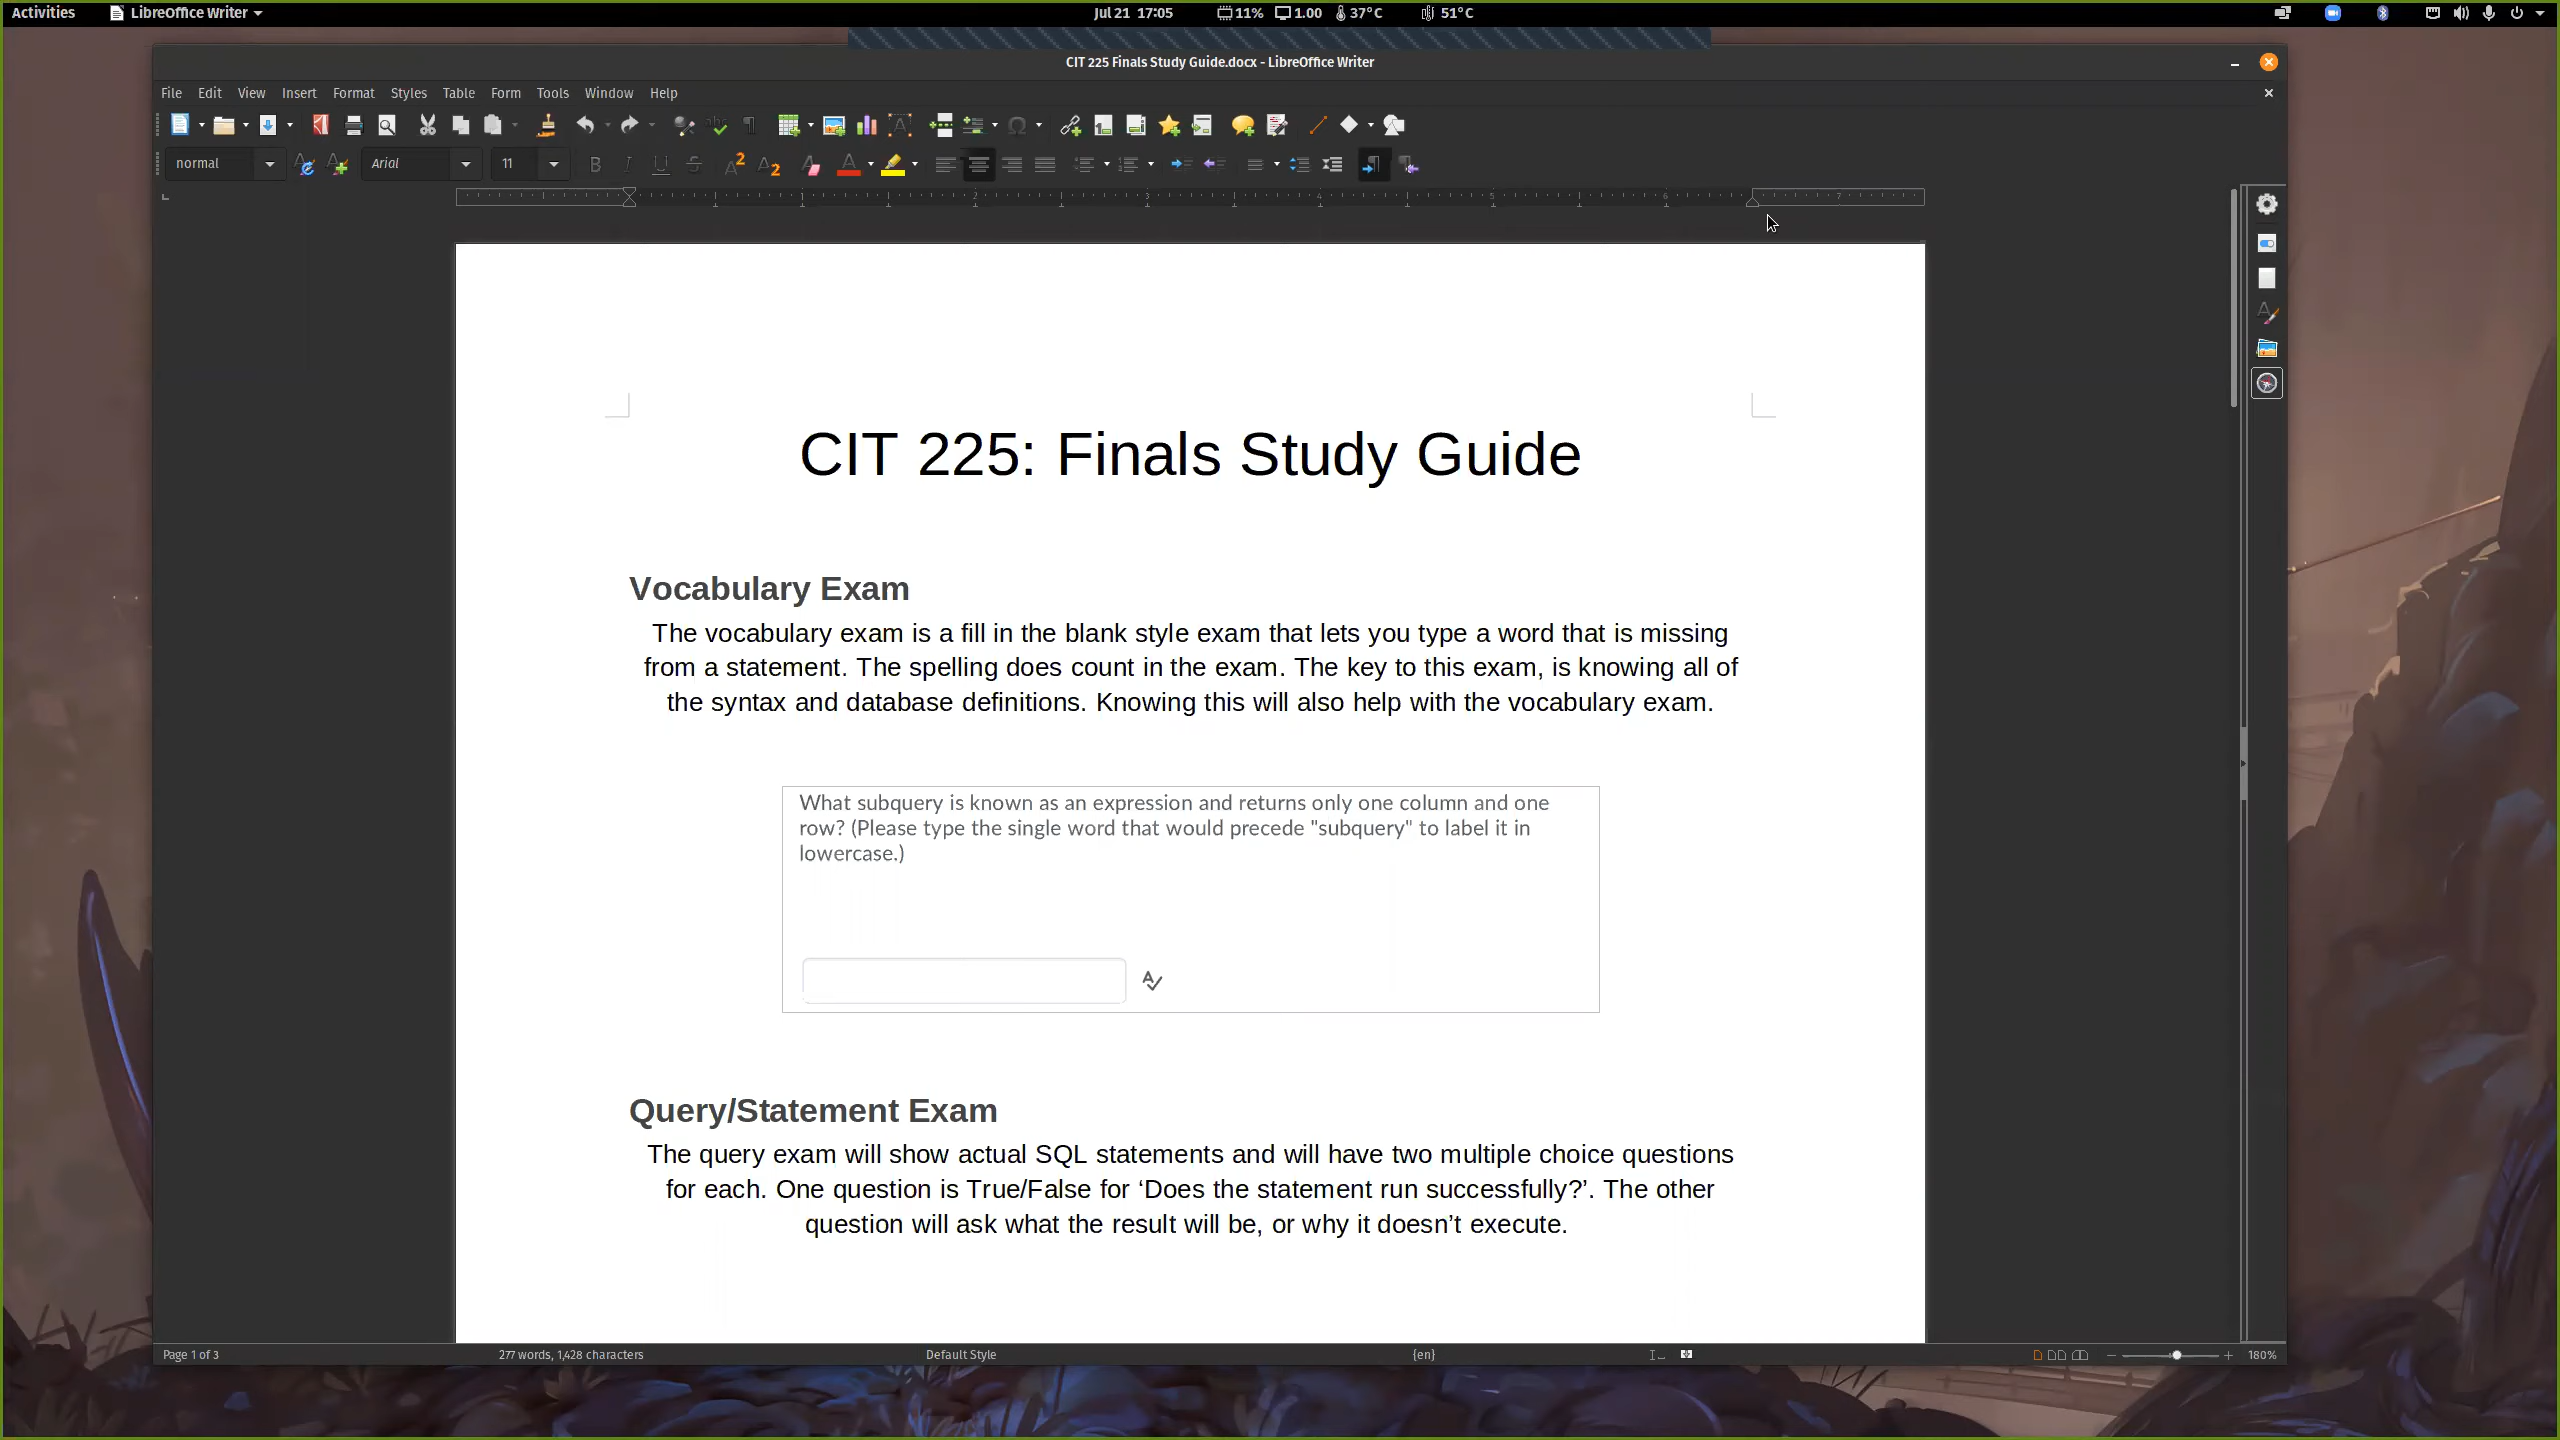 Activities
LibreOffice Writer
Jul 21 17:05
11%
1.00
37°C
51°C
CIT 225 Finals Study Guide.docx - LibreOffice Writer
File Edit View Insert Format Styles Table Form Tools Window Help
normal
Arial
11
1 2 3 4 5 6 7
CIT 225: Finals Study Guide
Vocabulary Exam
The vocabulary exam is a fill in the blank style exam that lets you type a word that is missing
from a statement. The spelling does count in the exam. The key to this exam, is knowing all of
the syntax and database definitions. Knowing this will also help with the vocabulary exam.
What subquery is known as an expression and returns only one column and one
row? (Please type the single word that would precede "subquery" to label it in
lowercase.)
Query/Statement Exam
The query exam will show actual SQL statements and will have two multiple choice questions
for each. One question is True/False for ‘Does the statement run successfully?’. The other
question will ask what the result will be, or why it doesn’t execute.
Page 1 of 3
277 words, 1,428 characters
Default Style
{en}
180%